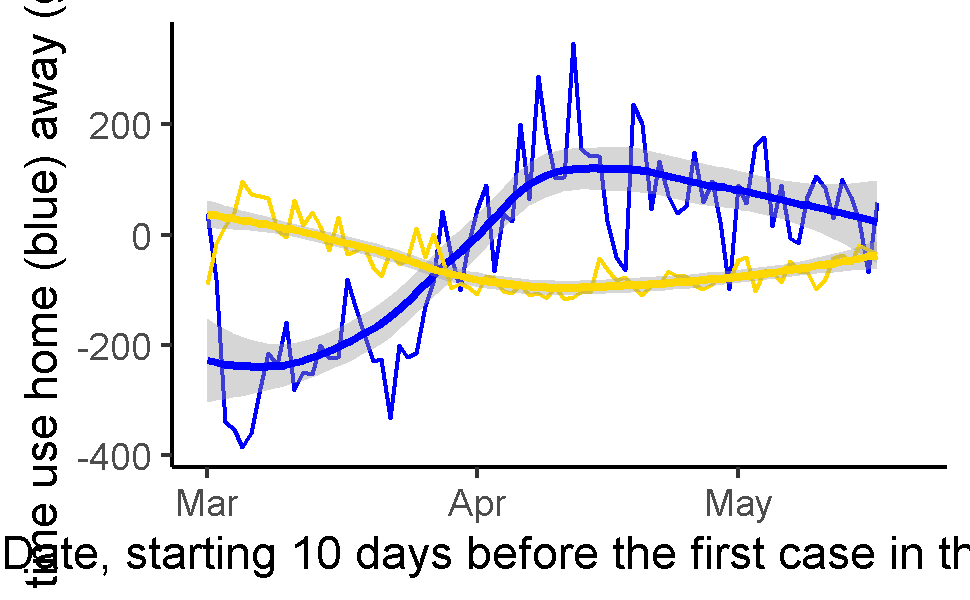 time use home (blue) away (
200
0
-200
-400
Mar Apr May
Date, starting 10 days before the first case in th